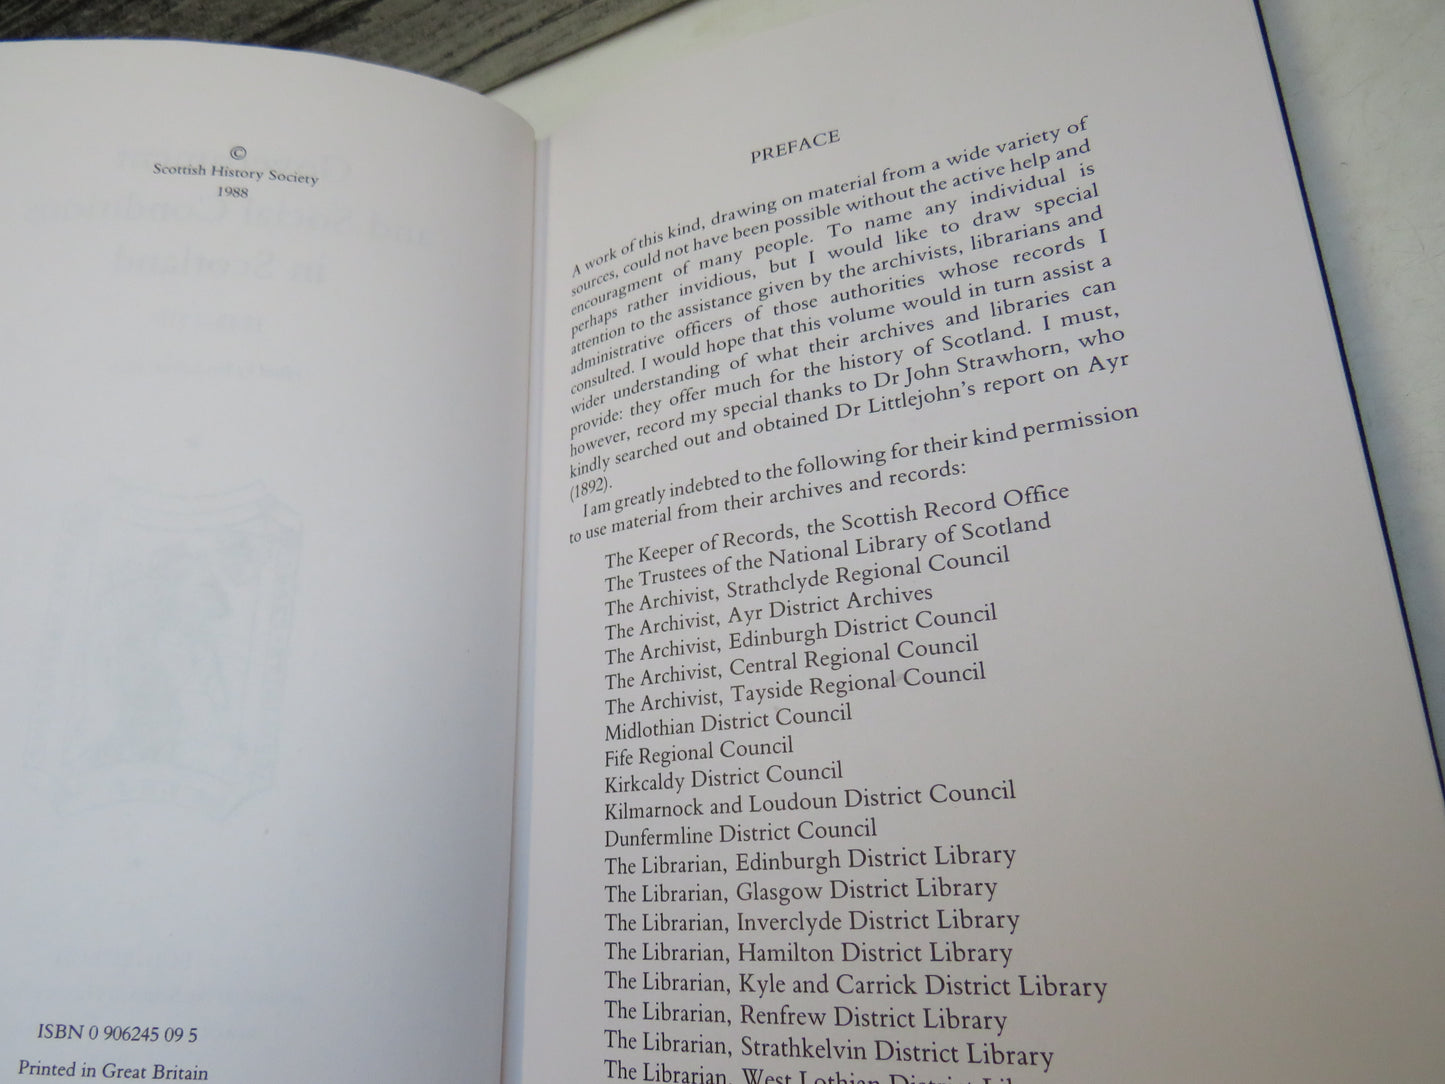 ©
Scottish History Society
1988
ISBN 0 906245 09 5
Printed in Great Britain
PREFACE
A work of this kind, drawing on material from a wide variety of
sources, could not have been possible without the active help and
encouragment of many people. To name any individual is
perhaps rather invidious, but I would like to draw special
attention to the assistance given by the archivists, librarians and
administrative officers of those authorities whose records I
consulted. I would hope that this volume would in turn assist a
wider understanding of what their archives and libraries can
provide: they offer much for the history of Scotland. I must,
however, record my special thanks to Dr John Strawhorn, who
kindly searched out and obtained Dr Littlejohn's report on Ayr
(1892).
I am greatly indebted to the following for their kind permission
to use material from their archives and records:
The Keeper of Records, the Scottish Record Office
The Trustees of the National Library of Scotland
The Archivist, Strathclyde Regional Council
The Archivist, Ayr District Archives
The Archivist, Edinburgh District Council
The Archivist, Central Regional Council
The Archivist, Tayside Regional Council
Midlothian District Council
Fife Regional Council
Kirkcaldy District Council
Kilmarnock and Loudoun District Council
Dunfermline District Council
The Librarian, Edinburgh District Library
The Librarian, Glasgow District Library
The Librarian, Inverclyde District Library
The Librarian, Hamilton District Library
The Librarian, Kyle and Carrick District Library
The Librarian, Renfrew District Library
The Librarian, Strathkelvin District Library
The Librarian, West Lothian District